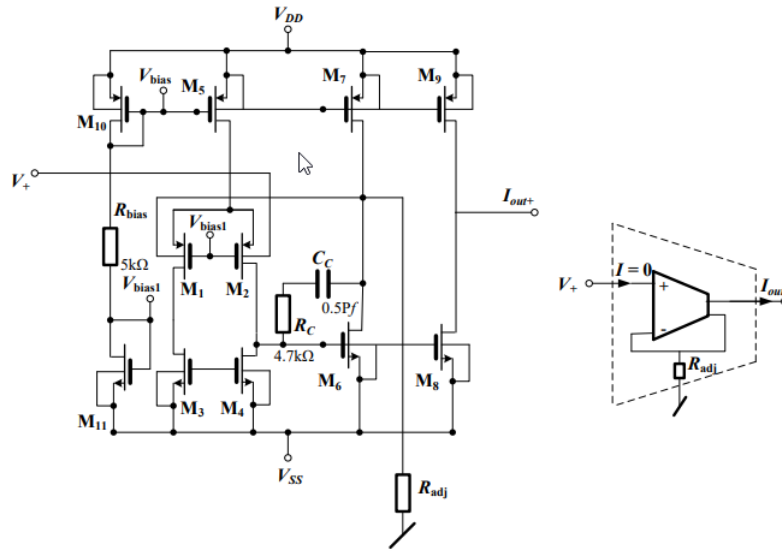 VDD
Vbias
M5
M7
M9
M10
V+
Iout+
Rbias
5kΩ
Vbias1
Vbias1
M1
M2
CC
0.5Pf
RC
4.7kΩ
M6
M8
M11
M3
M4
VSS
Radj
V+
I = 0
+
-
Iout
Radj